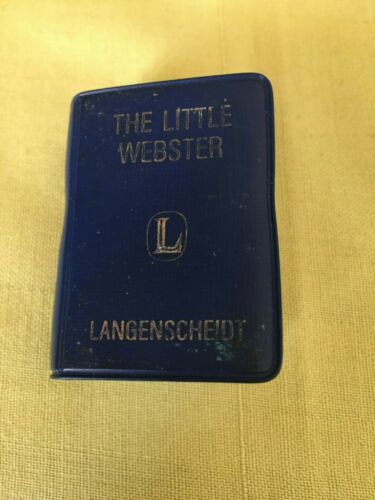 THE LITTLE
WEBSTER
L
LANGENSCHEIDT